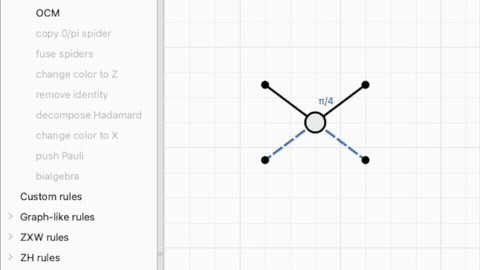 OCM
copy 0/pi spider
fuse spiders
change color to Z
remove identity
decompose Hadamard
change color to X
push Pauli
bialgebra
Custom rules
Graph-like rules
ZXW rules
ZH rules
π/4